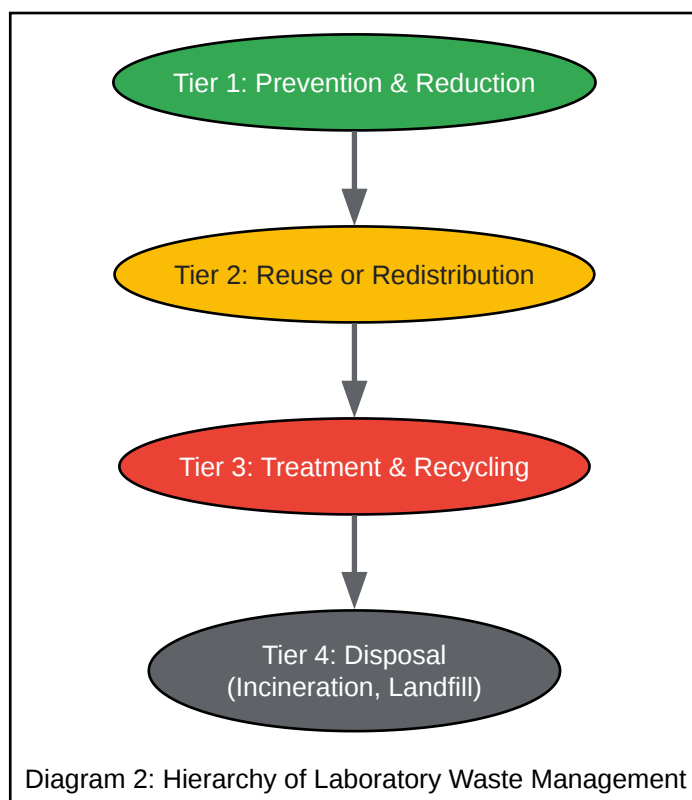 Tier 1: Prevention & Reduction
Tier 2: Reuse or Redistribution
Tier 3: Treatment & Recycling
Tier 4: Disposal
(Incineration, Landfill)
Diagram 2: Hierarchy of Laboratory Waste Management